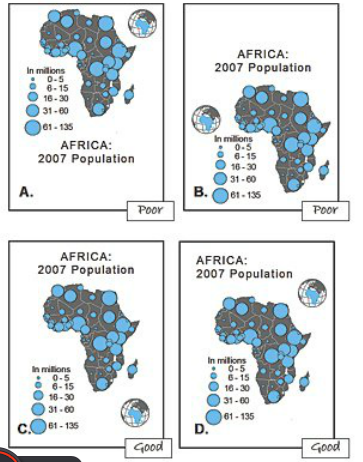 In millions
0 - 5
6 - 15
16 - 30
31 - 60
61 - 135
AFRICA:
2007 Population
A.
Poor
AFRICA:
2007 Population
In millions
0 - 5
6 - 15
16 - 30
31 - 60
61 - 135
B.
Poor
AFRICA:
2007 Population
In millions
0 - 5
6 - 15
16 - 30
31 - 60
61 - 135
C.
Good
AFRICA:
2007 Population
In millions
0 - 5
6 - 15
16 - 30
31 - 60
61 - 135
D.
Good